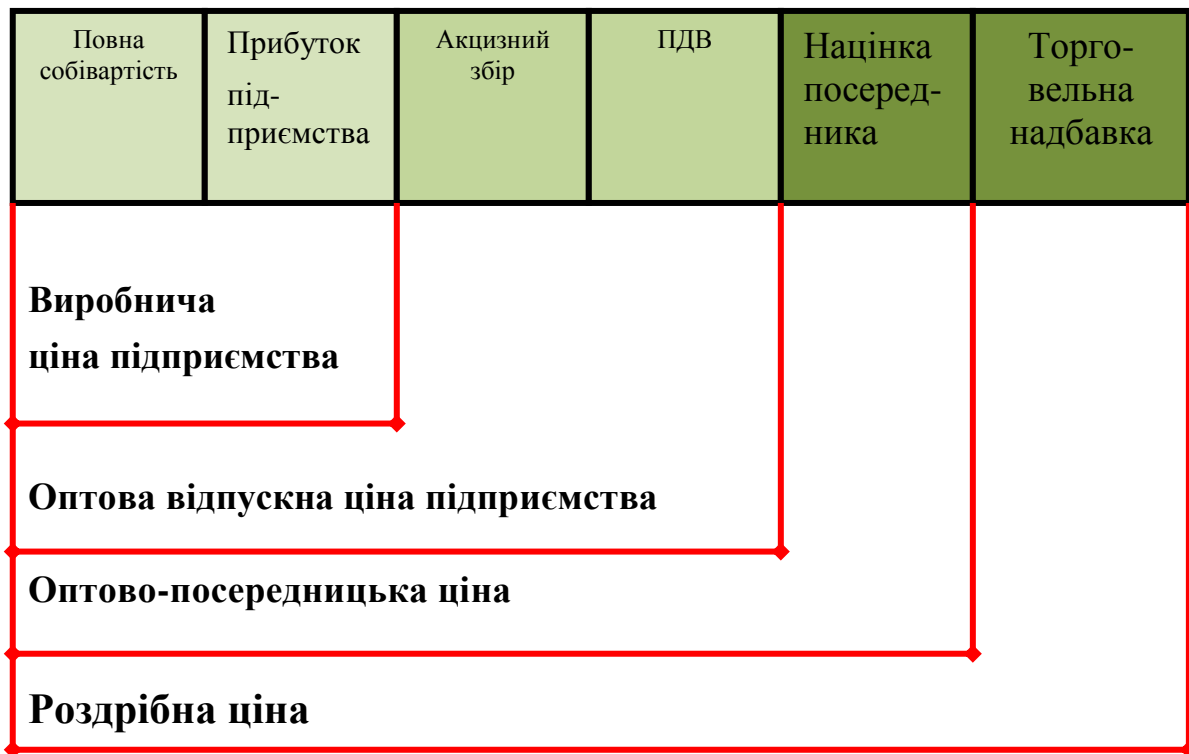 Повна
собівартість
Прибуток
під-
приємства
Акцизний
збір
ПДВ
Націнка
посеред-
ника
Торго-
вельна
надбавка
Виробнича
ціна підприємства
Оптова відпускна ціна підприємства
Оптово-посередницька ціна
Роздрібна ціна